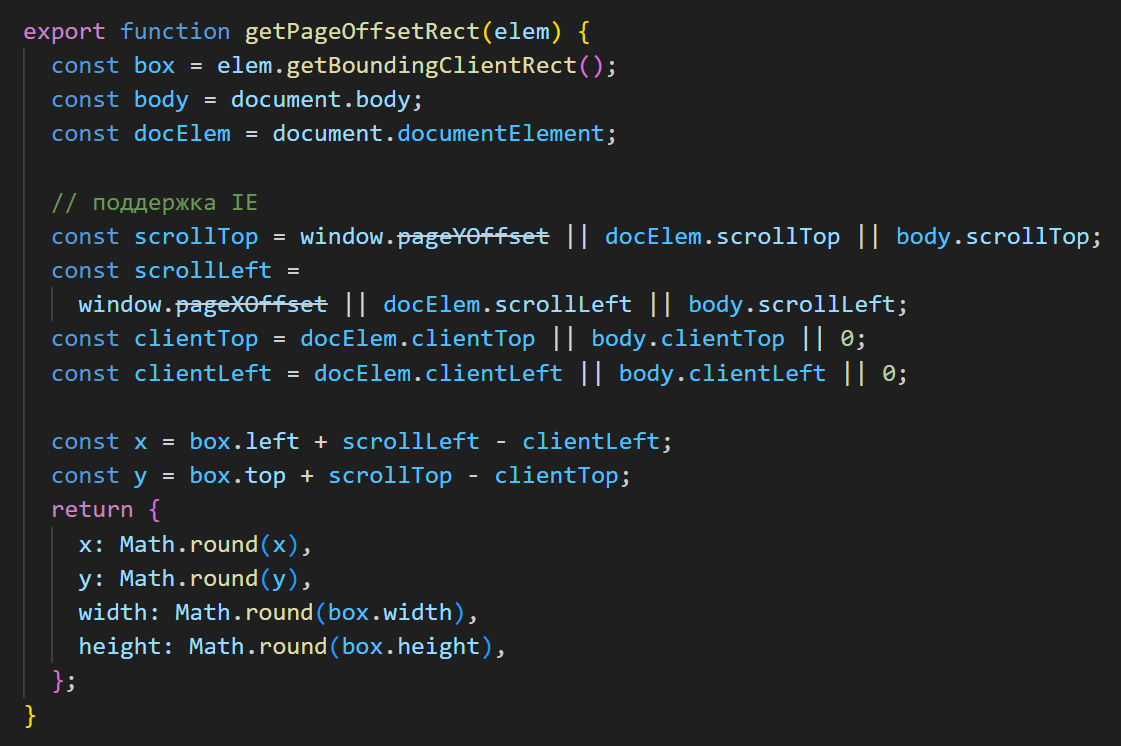 export function getPageOffsetRect(elem) {
  const box = elem.getBoundingClientRect();
  const body = document.body;
  const docElem = document.documentElement;

  // поддержка IE
  const scrollTop = window.pageYOffset || docElem.scrollTop || body.scrollTop;
  const scrollLeft =
    window.pageXOffset || docElem.scrollLeft || body.scrollLeft;
  const clientTop = docElem.clientTop || body.clientTop || 0;
  const clientLeft = docElem.clientLeft || body.clientLeft || 0;

  const x = box.left + scrollLeft - clientLeft;
  const y = box.top + scrollTop - clientTop;
  return {
    x: Math.round(x),
    y: Math.round(y),
    width: Math.round(box.width),
    height: Math.round(box.height),
  };
}